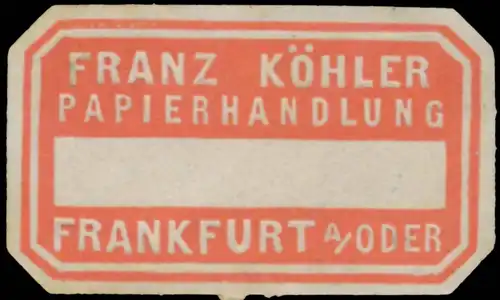 FRANZ KÖHLER
PAPIERHANDLUNG
FRANKFURT A/ODER